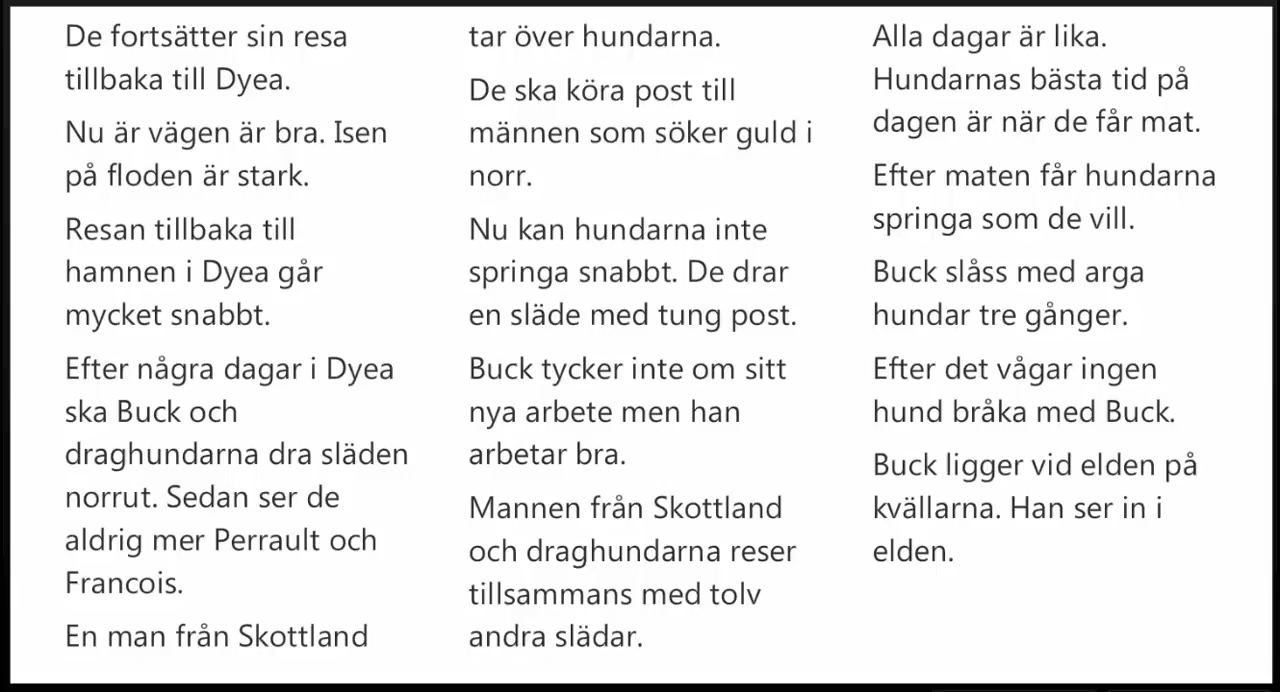 De fortsätter sin resa
tillbaka till Dyea.
Nu är vägen är bra. Isen
på floden är stark.
Resan tillbaka till
hamnen i Dyea går
mycket snabbt.
Efter några dagar i Dyea
ska Buck och
draghundarna dra släden
norrut. Sedan ser de
aldrig mer Perrault och
Francois.
En man från Skottland
tar över hundarna.
De ska köra post till
männen som söker guld i
norr.
Nu kan hundarna inte
springa snabbt. De drar
en släde med tung post.
Buck tycker inte om sitt
nya arbete men han
arbetar bra.
Mannen från Skottland
och draghundarna reser
tillsammans med tolv
andra slädar.
Alla dagar är lika.
Hundarnas bästa tid på
dagen är när de får mat.
Efter maten får hundarna
springa som de vill.
Buck slåss med arga
hundar tre gånger.
Efter det vågar ingen
hund bråka med Buck.
Buck ligger vid elden på
kvällarna. Han ser in i
elden.